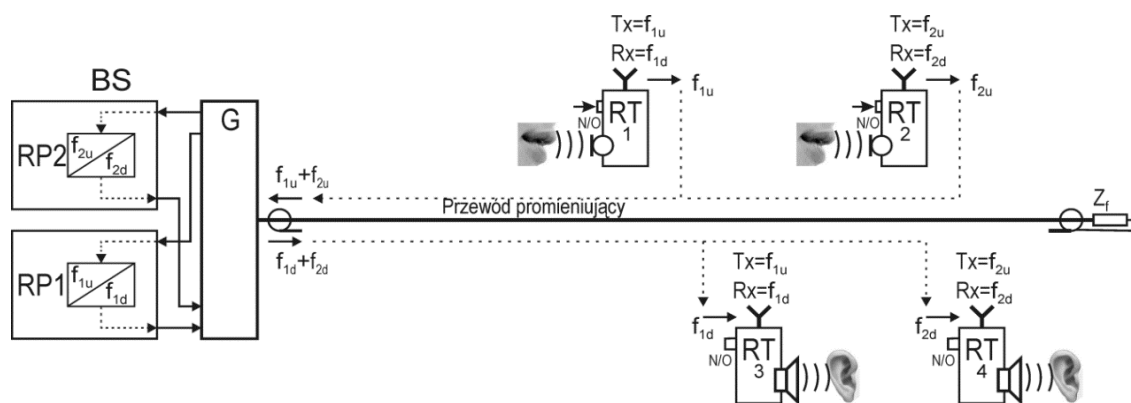 BS
RP2
f2u
f2d
RP1
f1u
f1d
G
f1u+f2u
f1d+f2d
Przewód promieniujący
Zf
Tx=f1u
Rx=f1d
f1u
N/O
RT
1
Tx=f2u
Rx=f2d
f2u
N/O
RT
2
Tx=f1u
Rx=f1d
f1d
N/O
RT
3
Tx=f2u
Rx=f2d
f2d
N/O
RT
4